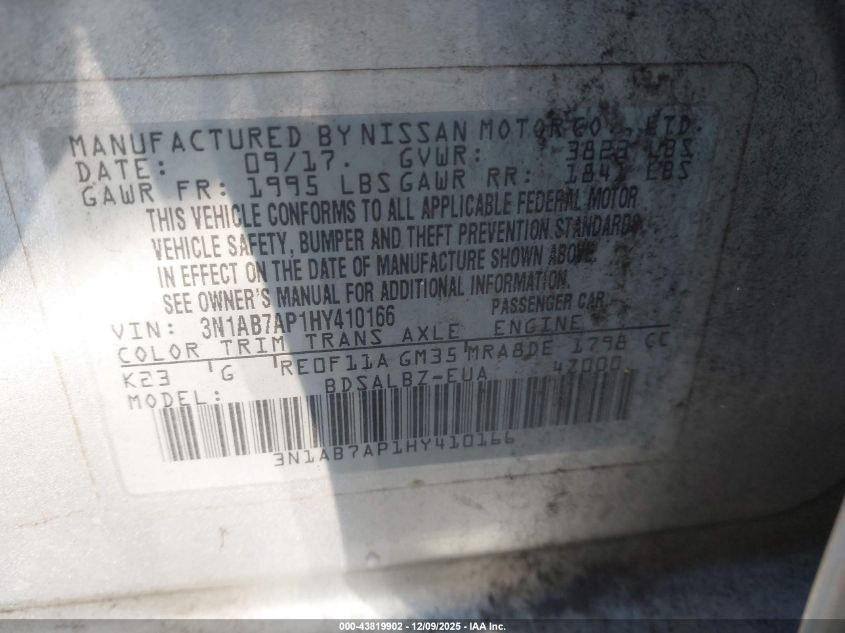 MANUFACTURED BY NISSAN MOTOR CO., LTD.
DATE: 09/17. GVWR: 3823 LBS
GAWR FR: 1995 LBS GAWR RR: 1841 LBS
THIS VEHICLE CONFORMS TO ALL APPLICABLE FEDERAL MOTOR
VEHICLE SAFETY, BUMPER AND THEFT PREVENTION STANDARDS
IN EFFECT ON THE DATE OF MANUFACTURE SHOWN ABOVE.
SEE OWNER'S MANUAL FOR ADDITIONAL INFORMATION.
VIN: 3N1AB7AP1HY410166 PASSENGER CAR
COLOR TRIM TRANS AXLE ENGINE
K23 G RE0F11A GM35 MRA8DE 1798 CC
MODEL: BDSALBZ-EUA 42000
3N1AB7AP1HY410166
000-43819902 - 12/09/2025 - IAA Inc.